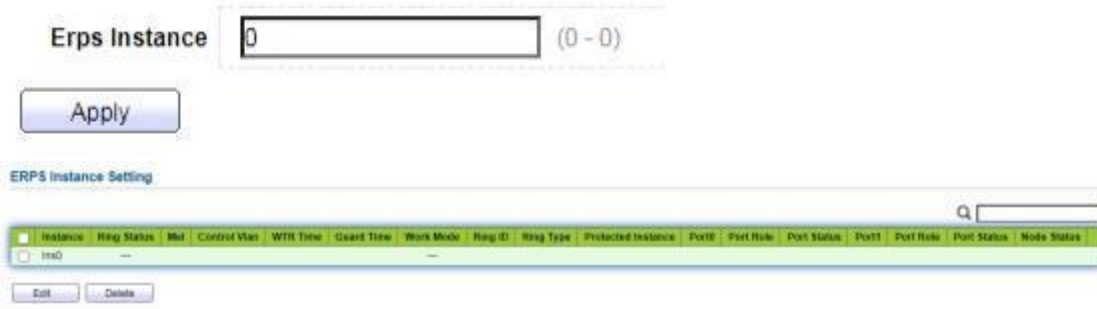 Erps Instance 0 (0 - 0)
Apply
ERPS Instance Setting
Instance Ring Status Mel Control Vlan WTR Time Guard Time Work Mode Ring ID Ring Type Protected Instance Port0 Port Role Port Status Port1 Port Role Port Status Node Status
Ins0 --- ---
Edit Delete